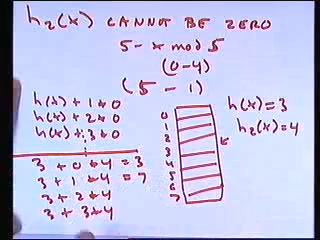 h₂(x) CANNOT BE ZERO
5 - x mod 5
(0-4)
(5 - 1)
h(x) + 1*0
h(x) + 2*0
h(x) + 3*0
3 + 0*4 = 3
3 + 1*4 = 7
3 + 2*4
3 + 3*4
0
1
2
3
4
5
6
7
h(x) = 3
h₂(x) = 4